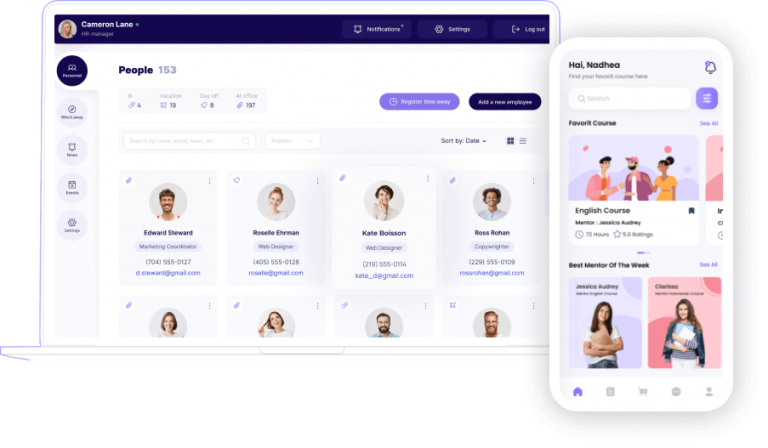 Cameron Lane
HR-manager
Notifications
Settings
Log out
Personnel
Who's away
News
Events
Settings
People 153
Ill
4
Vacation
19
Day off
8
At office
197
Register time away
Add a new employee
Search by name, email, team, etc.
Position
Sort by: Date
Edward Steward
Marketing Coordinator
(704) 555-0127
d.steward@gmail.com
Roselle Ehrman
Web Designer
(405) 555-0128
roselle@gmail.com
Kate Boisson
Web Designer
(219) 555-0114
kate_d@gmail.com
Ross Rohan
Copywrighter
(229) 555-0109
rossrohan@gmail.com
Hai, Nadhea
Find your favorit course here
Search
Favorit Course
See All
English Course
Mentor : Jessica Audrey
72 Hours
5.0 Ratings
Best Mentor Of The Week
See All
Jessica Audrey
Mentor English Course
Clarissa
Mentor Indonesian Course